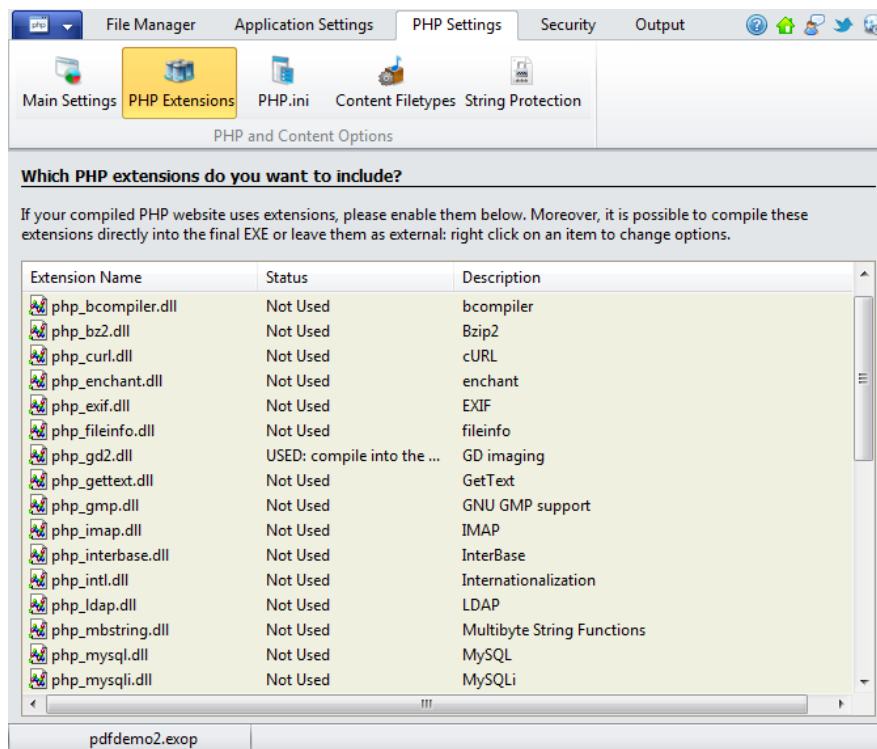 php
File Manager Application Settings PHP Settings Security Output
Main Settings PHP Extensions PHP.ini Content Filetypes String Protection
PHP and Content Options
Which PHP extensions do you want to include?
If your compiled PHP website uses extensions, please enable them below. Moreover, it is possible to compile these
extensions directly into the final EXE or leave them as external: right click on an item to change options.
Extension Name Status Description
php_bcompiler.dll Not Used bcompiler
php_bz2.dll Not Used Bzip2
php_curl.dll Not Used cURL
php_enchant.dll Not Used enchant
php_exif.dll Not Used EXIF
php_fileinfo.dll Not Used fileinfo
php_gd2.dll USED: compile into the ... GD imaging
php_gettext.dll Not Used GetText
php_gmp.dll Not Used GNU GMP support
php_imap.dll Not Used IMAP
php_interbase.dll Not Used InterBase
php_intl.dll Not Used Internationalization
php_ldap.dll Not Used LDAP
php_mbstring.dll Not Used Multibyte String Functions
php_mysql.dll Not Used MySQL
php_mysqli.dll Not Used MySQLi
pdfdemo2.exop